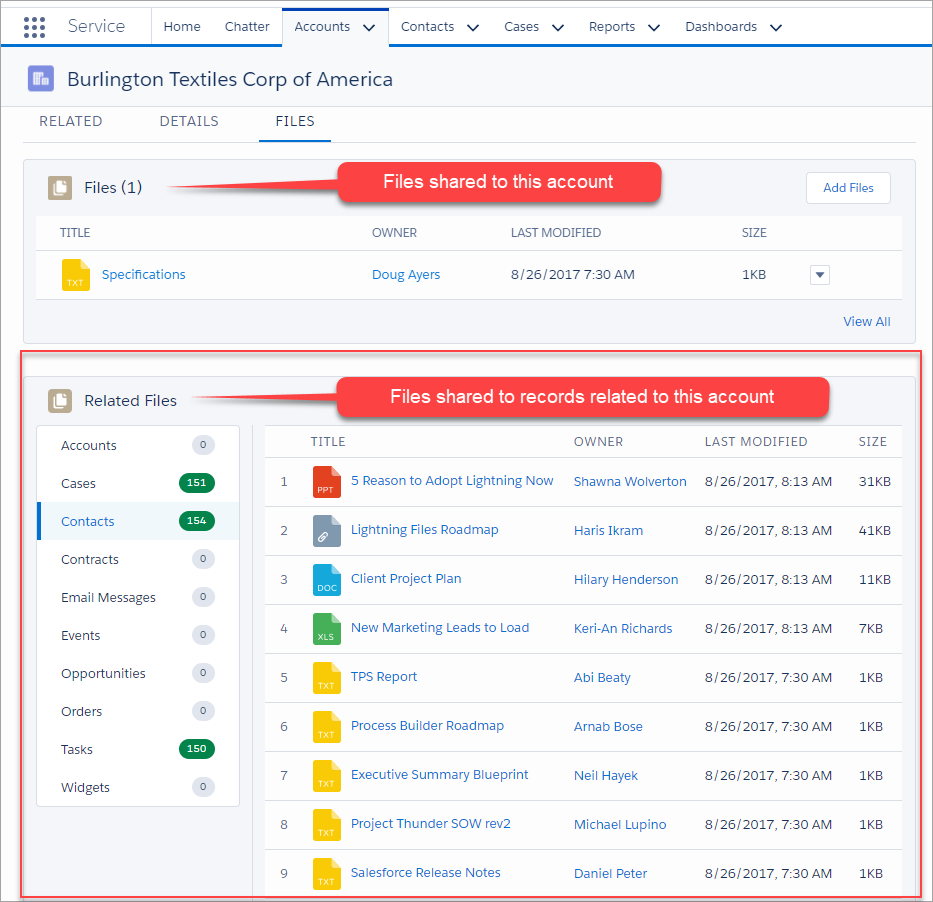 Service Home Chatter Accounts Contacts Cases Reports Dashboards
Burlington Textiles Corp of America
RELATED DETAILS FILES
Files (1) Files shared to this account Add Files
TITLE OWNER LAST MODIFIED SIZE
TXT Specifications Doug Ayers 8/26/2017 7:30 AM 1KB
View All
Related Files Files shared to records related to this account
Accounts 0
Cases 151
Contacts 154
Contracts 0
Email Messages 0
Events 0
Opportunities 0
Orders 0
Tasks 150
Widgets 0
TITLE OWNER LAST MODIFIED SIZE
1 PPT 5 Reason to Adopt Lightning Now Shawna Wolverton 8/26/2017, 8:13 AM 31KB
2 Lightning Files Roadmap Haris Ikram 8/26/2017, 8:13 AM 41KB
3 DOC Client Project Plan Hilary Henderson 8/26/2017, 8:13 AM 11KB
4 XLS New Marketing Leads to Load Keri-An Richards 8/26/2017, 8:13 AM 7KB
5 TXT TPS Report Abi Beaty 8/26/2017, 7:30 AM 1KB
6 TXT Process Builder Roadmap Arnab Bose 8/26/2017, 7:30 AM 1KB
7 TXT Executive Summary Blueprint Neil Hayek 8/26/2017, 7:30 AM 1KB
8 TXT Project Thunder SOW rev2 Michael Lupino 8/26/2017, 7:30 AM 1KB
9 TXT Salesforce Release Notes Daniel Peter 8/26/2017, 7:30 AM 1KB